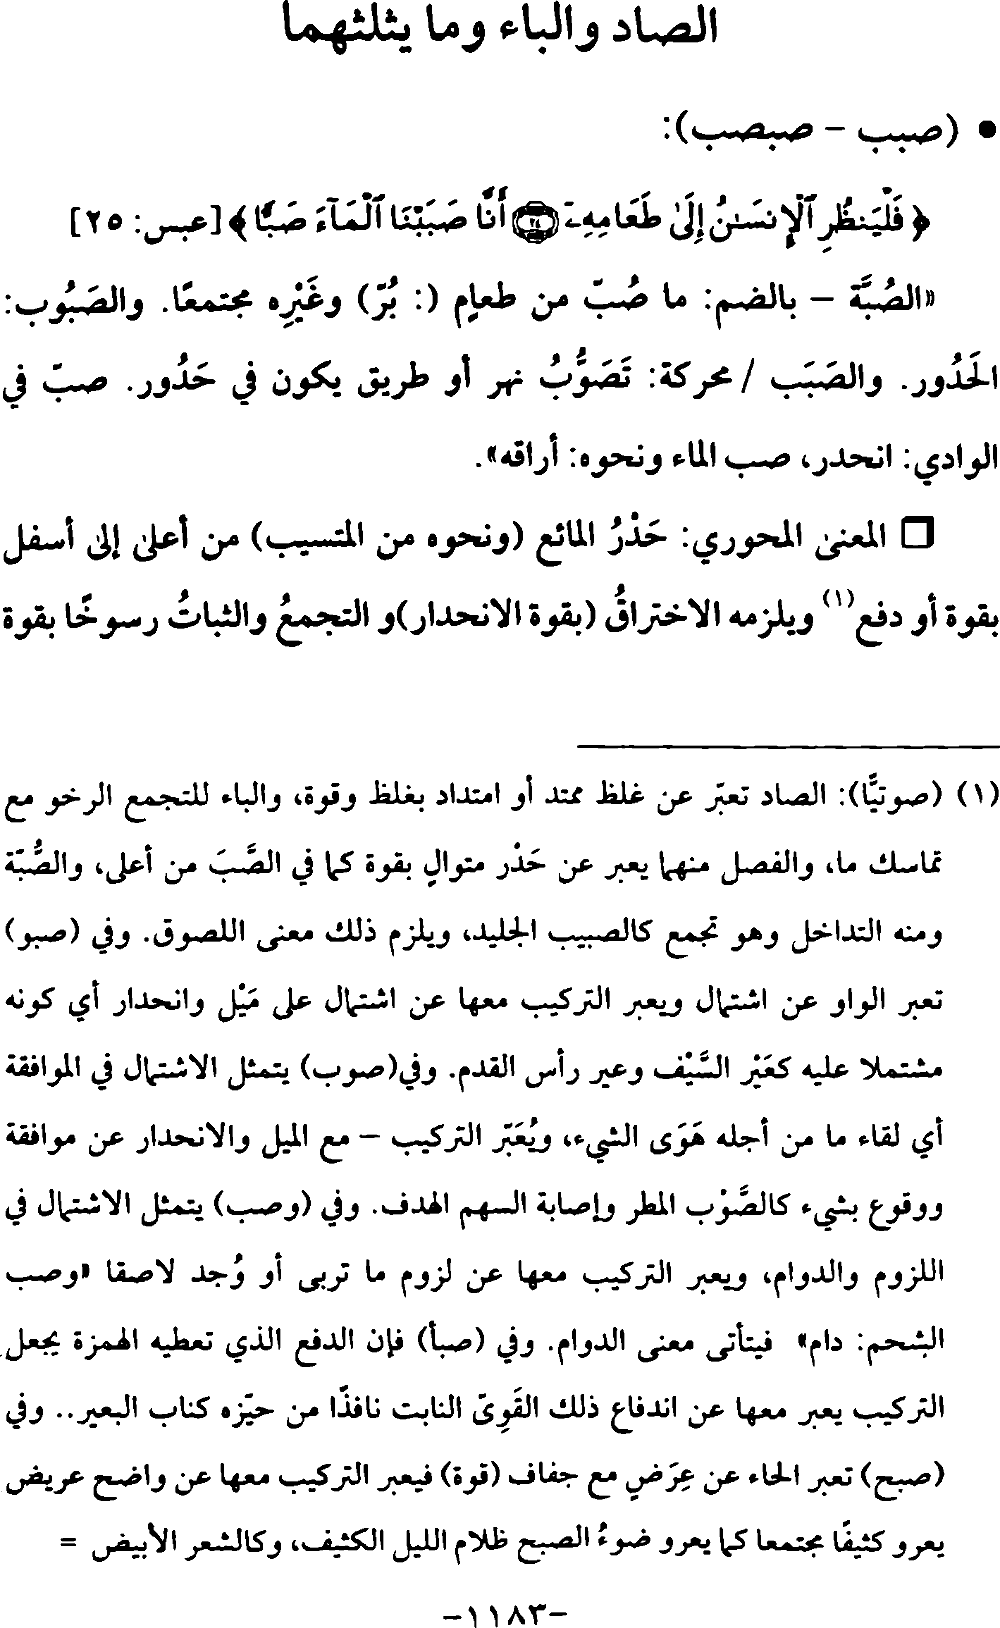 الصاد والباء وما يثلثهما
• (صبب – صبصب):
﴿ فَلْيَنظُرِ ٱلْإِنسَـٰنُ إِلَىٰ طَعَامِهِۦٓ ﴿٢٤﴾ أَنَّا صَبَبْنَا ٱلْمَآءَ صَبًّا ﴾ [عبس: ٢٥]
«الصُبَّة – بالضم: ما صُبّ من طعامٍ (: بُرّ) وغَيْرِه مجتمعًا. والصَبُوب:
الحَدُور. والصَبَب / محركة: تَصَوُّبُ نهر أو طريق يكون في حَدُور. صبّ في
الوادي: انحدر، صب الماء ونحوه: أراقه».
❒ المعنى المحوري: حَدْرُ المائع (ونحوه من المتسيب) من أعلى إلى أسفل
بقوة أو دفع(١) ويلزمه الاختراقُ (بقوة الانحدار)و التجمعُ والثباتُ رسوخًا بقوة
(١) (صوتيًّا): الصاد تعبّر عن غلظ ممتد أو امتداد بغلظ وقوة، والباء للتجمع الرخو مع
تماسك ما، والفصل منهما يعبر عن حَدْر متوالٍ بقوة كما في الصَّبَ من أعلى، والصُّبّة
ومنه التداخل وهو تجمع كالصبيب الجليد، ويلزم ذلك معنى اللصوق. وفي (صبو)
تعبر الواو عن اشتمال ويعبر التركيب معها عن اشتمال على مَيْل وانحدار أي كونه
مشتملا عليه كعَيْر السَّيْف وعير رأس القدم. وفي(صوب) يتمثل الاشتمال في الموافقة
أي لقاء ما من أجله هَوَى الشيء، ويُعَبّر التركيب – مع الميل والانحدار عن موافقة
ووقوع بشيء كالصَّوْب المطر وإصابة السهم الهدف. وفي (وصب) يتمثل الاشتمال في
اللزوم والدوام، ويعبر التركيب معها عن لزوم ما تربى أو وُجد لاصقا «وصب
الشحم: دام» فيتأتى معنى الدوام. وفي (صبأ) فإن الدفع الذي تعطيه الهمزة يجعل
التركيب يعبر معها عن اندفاع ذلك القَوِىّ النابت نافذًا من حيّزه كناب البعير.. وفي
(صبح) تعبر الحاء عن عِرَضٍ مع جفاف (قوة) فيعبر التركيب معها عن واضح عريض
يعرو كثيفًا مجتمعا كما يعرو ضوءُ الصبح ظلام الليل الكثيف، وكالشعر الأبيض =
-١١٨٣-